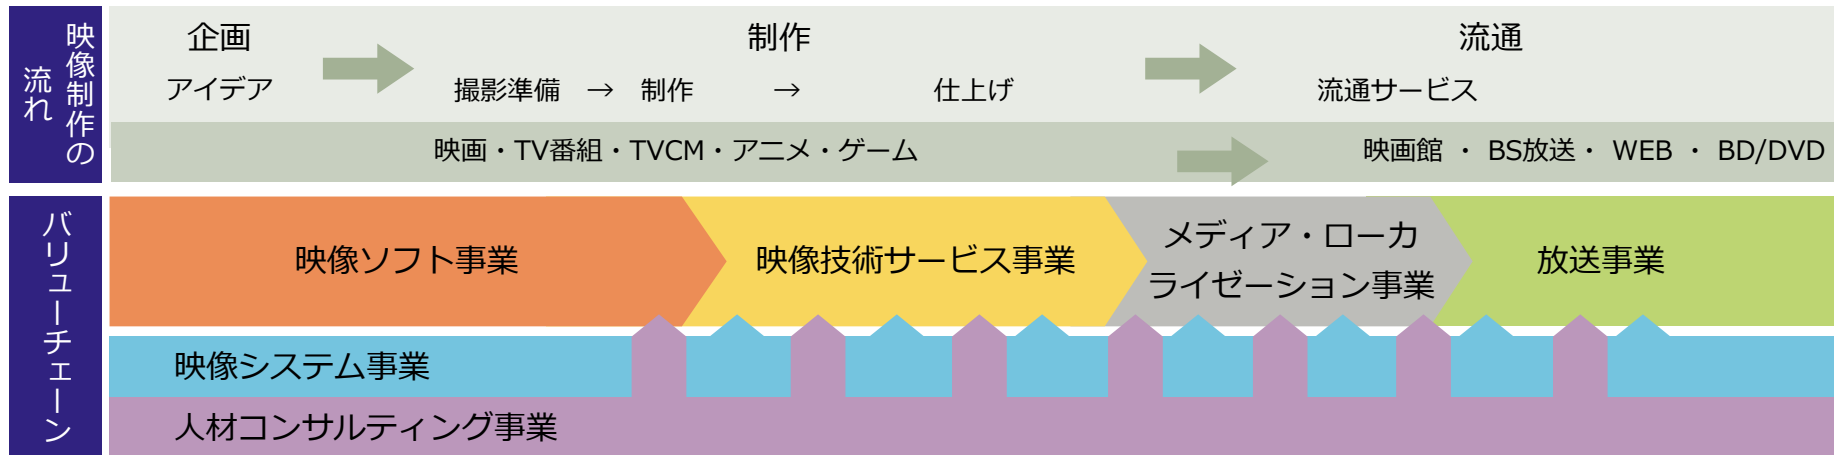 映像制作の
流れ
企画 制作 流通
アイデア 撮影準備 → 制作 → 仕上げ 流通サービス
映画・TV番組・TVCM・アニメ・ゲーム 映画館 ・ BS放送・ WEB ・ BD/DVD
バリューチェーン
映像ソフト事業 映像技術サービス事業
メディア・ローカ
ライゼーション事業
放送事業
映像システム事業
人材コンサルティング事業